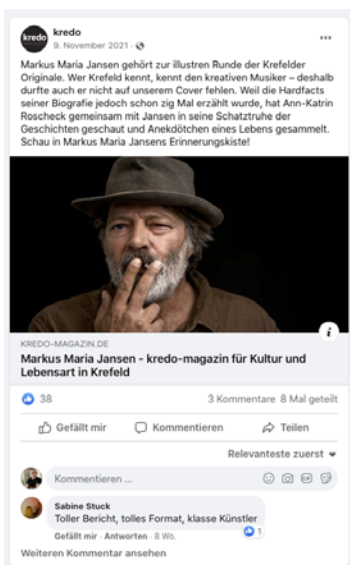 kredo
kredo
9. November 2021 ·
Markus Maria Jansen gehört zur illustren Runde der Krefelder
Originale. Wer Krefeld kennt, kennt den kreativen Musiker – deshalb
durfte auch er nicht auf unserem Cover fehlen. Weil die Hardfacts
seiner Biografie jedoch schon zig Mal erzählt wurde, hat Ann-Katrin
Roscheck gemeinsam mit Jansen in seine Schatztruhe der
Geschichten geschaut und Anekdötchen eines Lebens gesammelt.
Schau in Markus Maria Jansens Erinnerungskiste!
KREDO-MAGAZIN.DE
Markus Maria Jansen - kredo-magazin für Kultur und
Lebensart in Krefeld
38 3 Kommentare 8 Mal geteilt
Gefällt mir Kommentieren Teilen
Relevanteste zuerst
Kommentieren ...
GIF
Sabine Stuck
Toller Bericht, tolles Format, klasse Künstler
Gefällt mir · Antworten · 8 Wo. 1
Weiteren Kommentar ansehen